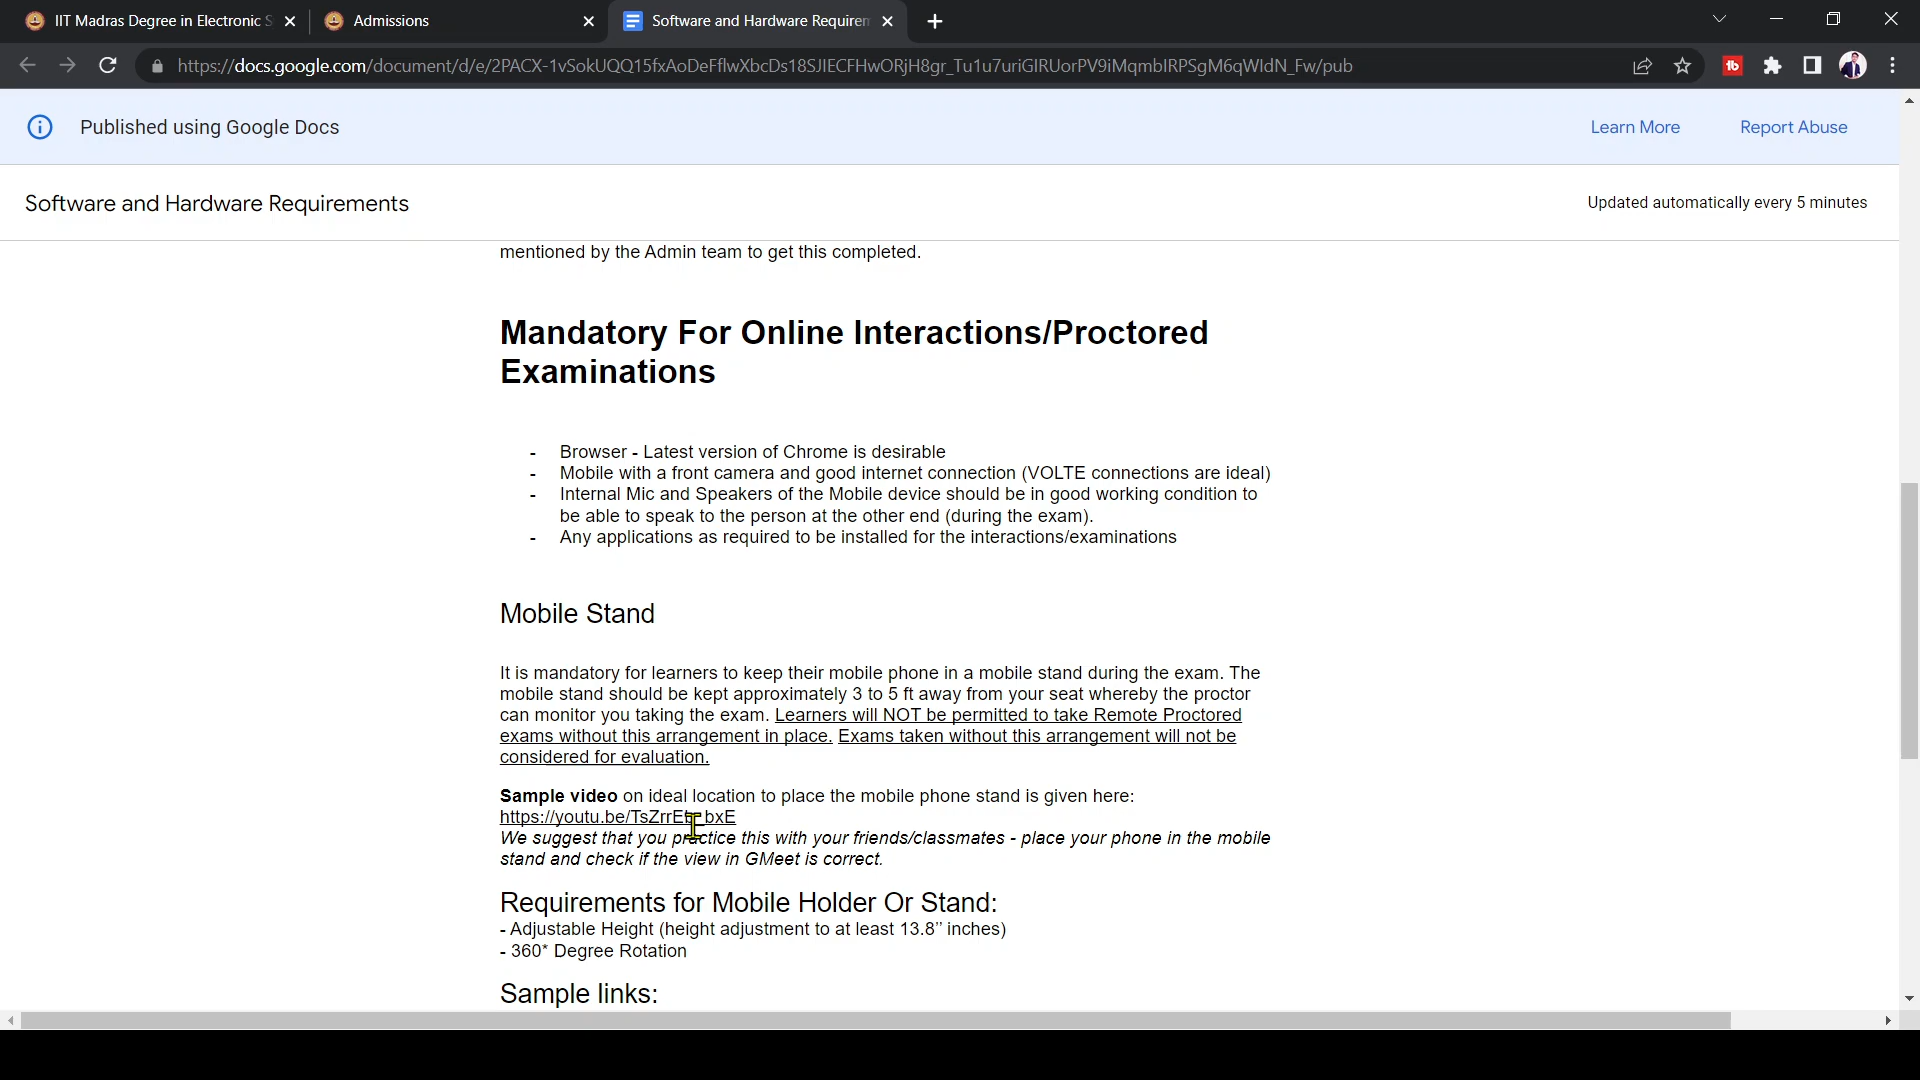 IIT Madras Degree in Electronic S
Admissions
Software and Hardware Requirem
https://docs.google.com/document/d/e/2PACX-1vSokUQQ15fxAoDeFflwXbcDs18SJIECFHwORjH8gr_Tu1u7uriGlRUorPV9iMqmbIRPSgM6qWldN_Fw/pub
Published using Google Docs
Learn More
Report Abuse
Software and Hardware Requirements
Updated automatically every 5 minutes
mentioned by the Admin team to get this completed.
Mandatory For Online Interactions/Proctored
Examinations
- Browser - Latest version of Chrome is desirable
- Mobile with a front camera and good internet connection (VOLTE connections are ideal)
- Internal Mic and Speakers of the Mobile device should be in good working condition to
be able to speak to the person at the other end (during the exam).
- Any applications as required to be installed for the interactions/examinations
Mobile Stand
It is mandatory for learners to keep their mobile phone in a mobile stand during the exam. The
mobile stand should be kept approximately 3 to 5 ft away from your seat whereby the proctor
can monitor you taking the exam. Learners will NOT be permitted to take Remote Proctored
exams without this arrangement in place. Exams taken without this arrangement will not be
considered for evaluation.
Sample video on ideal location to place the mobile phone stand is given here:
We suggest that you practice this with your friends/classmates - place your phone in the mobile
stand and check if the view in GMeet is correct.
Requirements for Mobile Holder Or Stand:
- Adjustable Height (height adjustment to at least 13.8” inches)
- 360* Degree Rotation
Sample links: